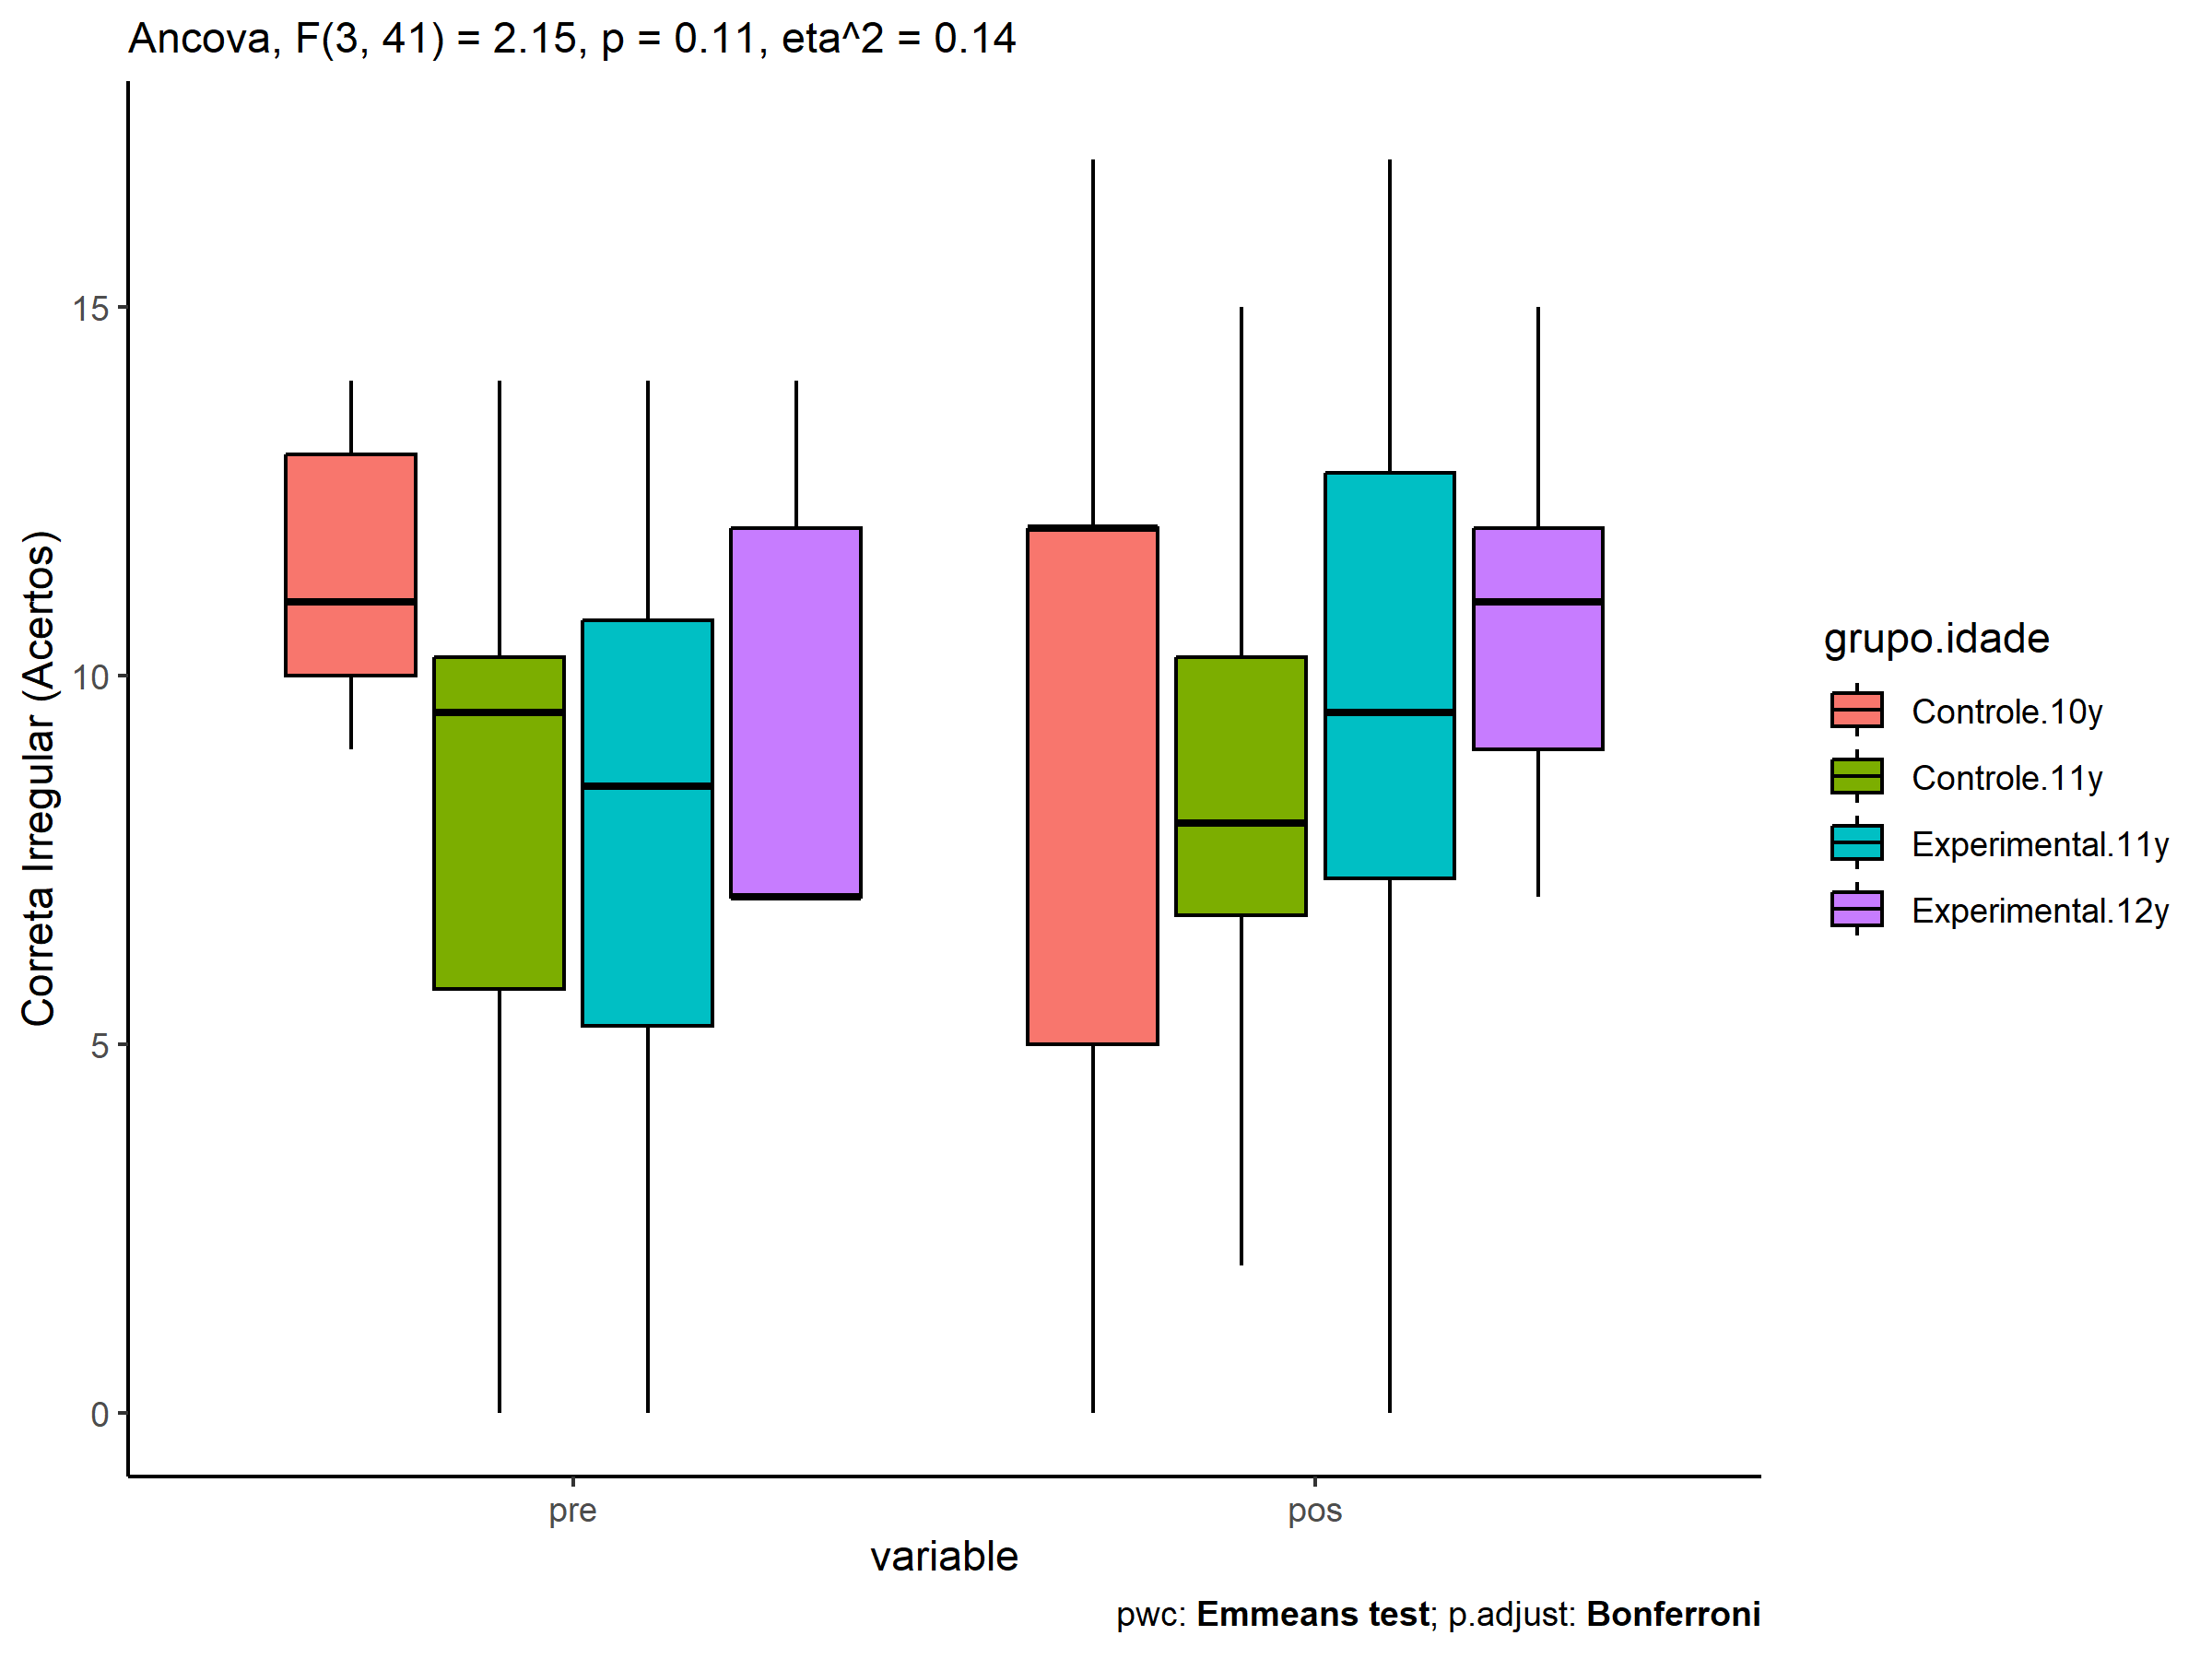 Ancova, F(3, 41) = 2.15, p = 0.11, eta^2 = 0.14
Correta Irregular (Acertos)
15
10
5
0
pre
pos
variable
grupo.idade
Controle.10y
Controle.11y
Experimental.11y
Experimental.12y
pwc: Emmeans test; p.adjust: Bonferroni